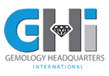 GHi
GEMOLOGY HEADQUARTERS
INTERNATIONAL